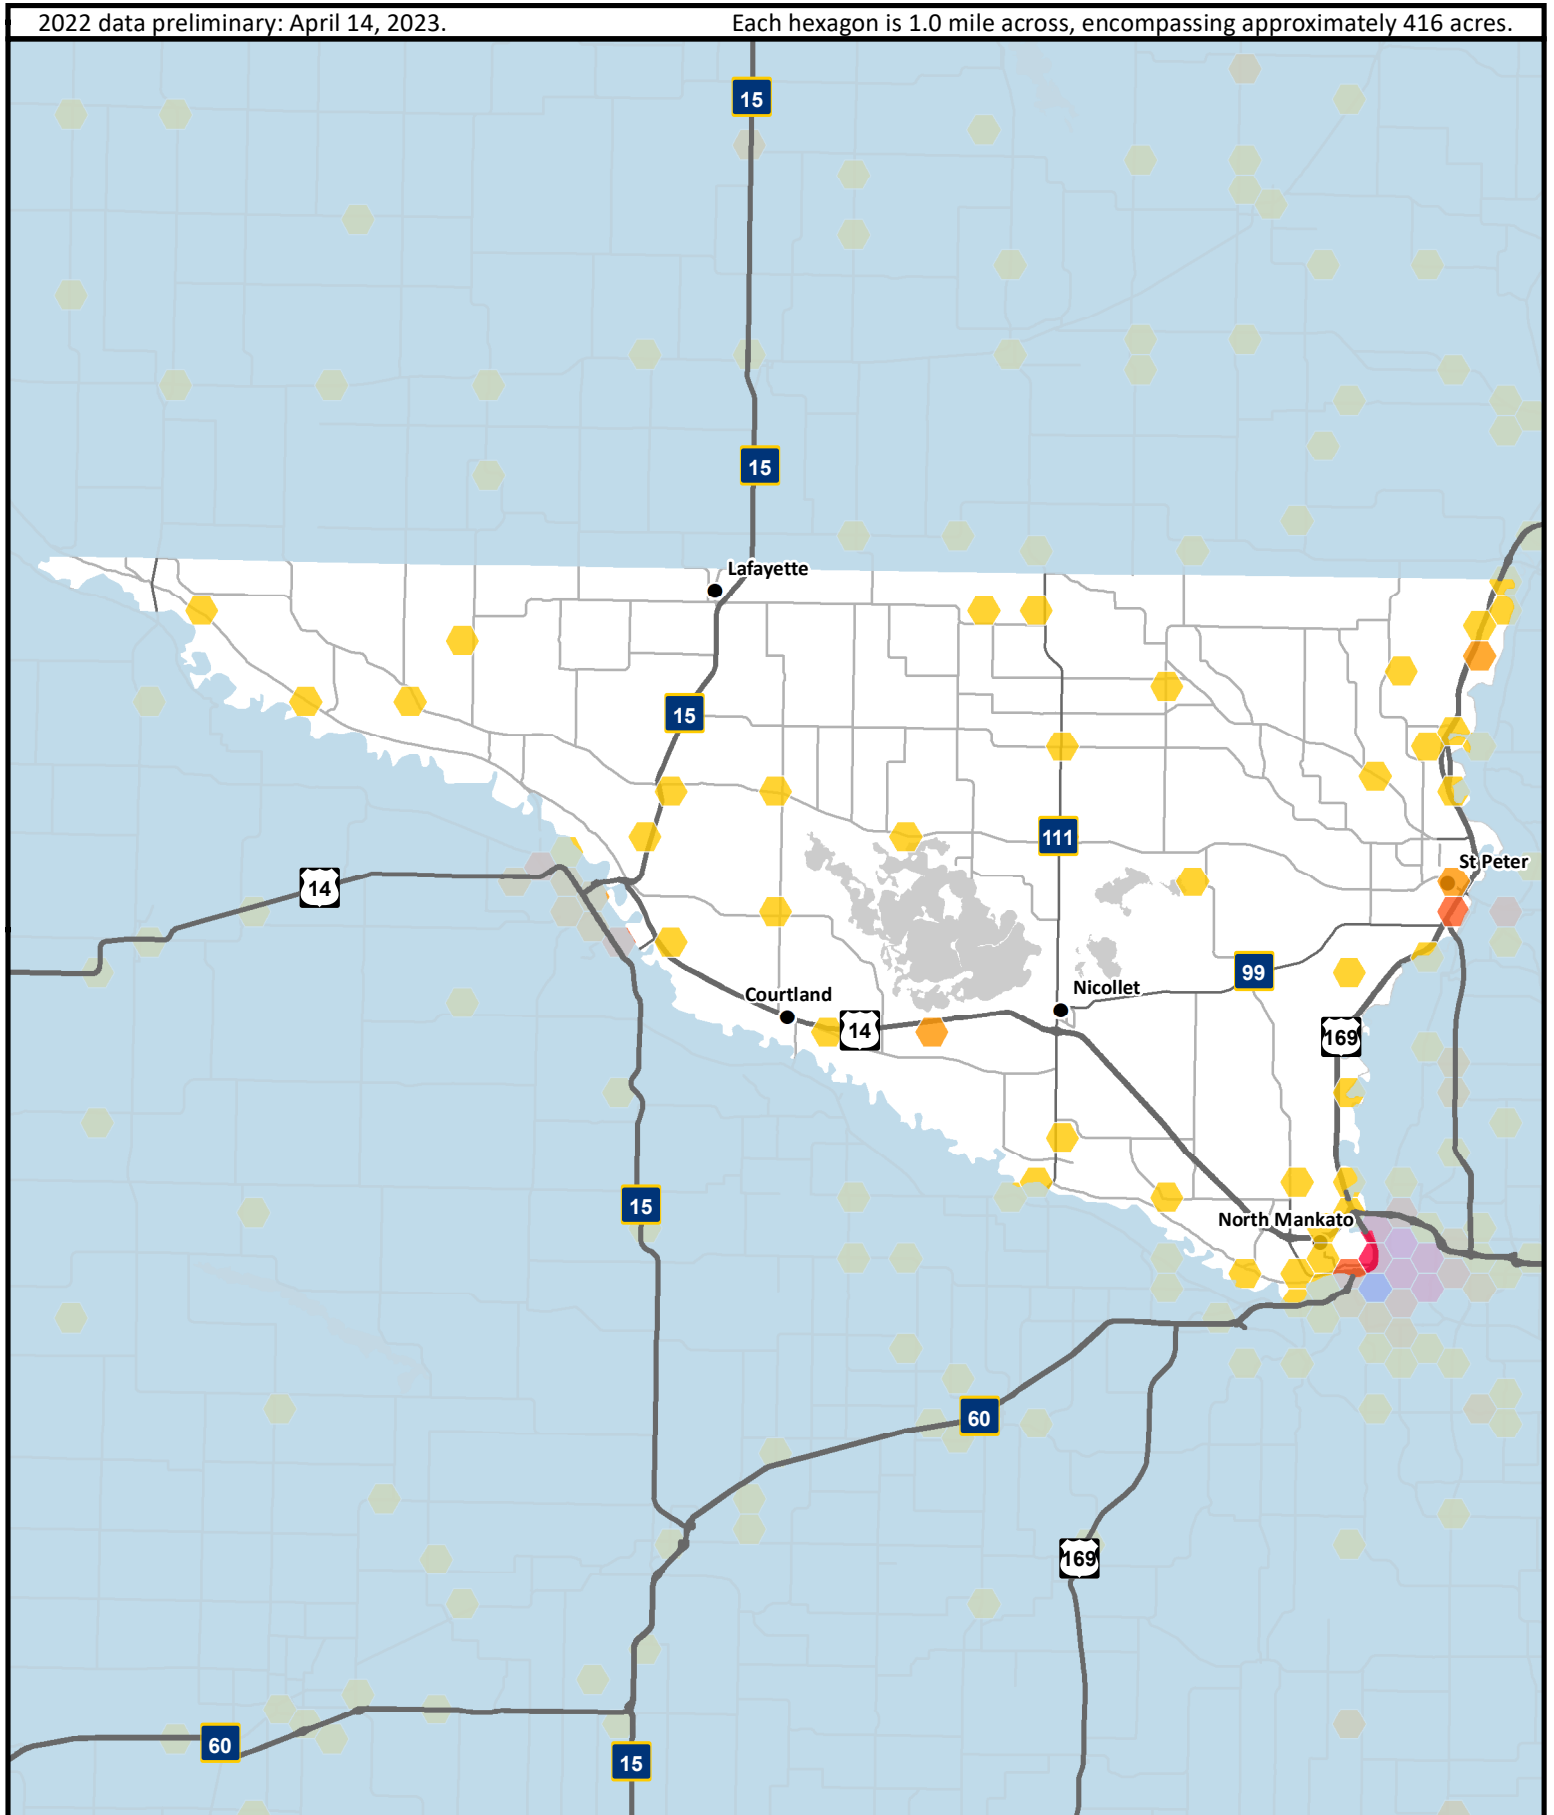 2022 data preliminary: April 14, 2023. Each hexagon is 1.0 mile across, encompassing approximately 416 acres.
15
15
Lafayette
15
111
St Peter
14
99
Nicollet
Courtland
14
169
15
North Mankato
60
169
60
15